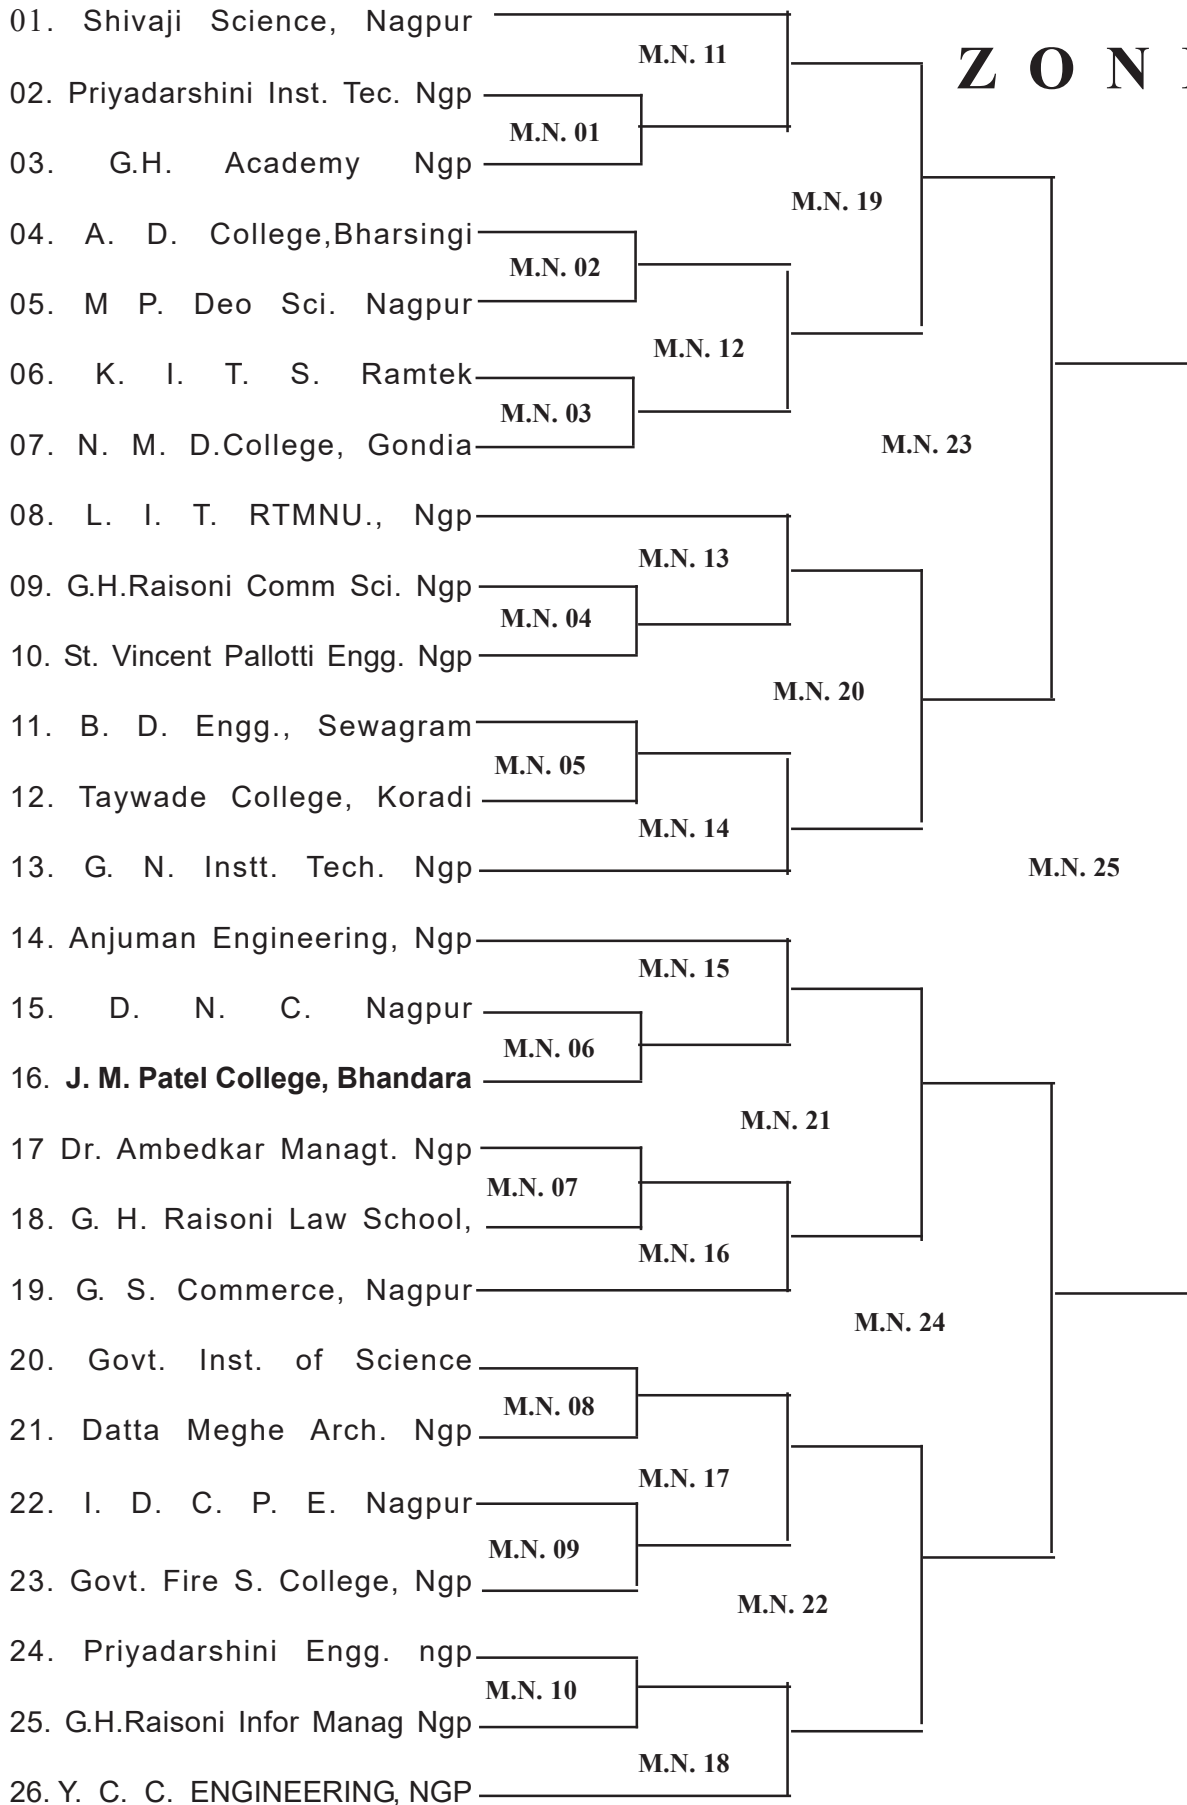 01. Shivaji Science, Nagpur
M.N. 11
Z O N
02. Priyadarshini Inst. Tec. Ngp
M.N. 01
03. G.H. Academy Ngp
M.N. 19
04. A. D. College,Bharsingi
M.N. 02
05. M P. Deo Sci. Nagpur
M.N. 12
06. K. I. T. S. Ramtek
M.N. 03
07. N. M. D.College, Gondia
M.N. 23
08. L. I. T. RTMNU., Ngp
M.N. 13
09. G.H.Raisoni Comm Sci. Ngp
M.N. 04
10. St. Vincent Pallotti Engg. Ngp
M.N. 20
11. B. D. Engg., Sewagram
M.N. 05
12. Taywade College, Koradi
M.N. 14
13. G. N. Instt. Tech. Ngp
M.N. 25
14. Anjuman Engineering, Ngp
M.N. 15
15. D. N. C. Nagpur
M.N. 06
16. J. M. Patel College, Bhandara
M.N. 21
17 Dr. Ambedkar Managt. Ngp
M.N. 07
18. G. H. Raisoni Law School,
M.N. 16
19. G. S. Commerce, Nagpur
M.N. 24
20. Govt. Inst. of Science
M.N. 08
21. Datta Meghe Arch. Ngp
M.N. 17
22. I. D. C. P. E. Nagpur
M.N. 09
23. Govt. Fire S. College, Ngp
M.N. 22
24. Priyadarshini Engg. ngp
M.N. 10
25. G.H.Raisoni Infor Manag Ngp
M.N. 18
26. Y. C. C. ENGINEERING, NGP